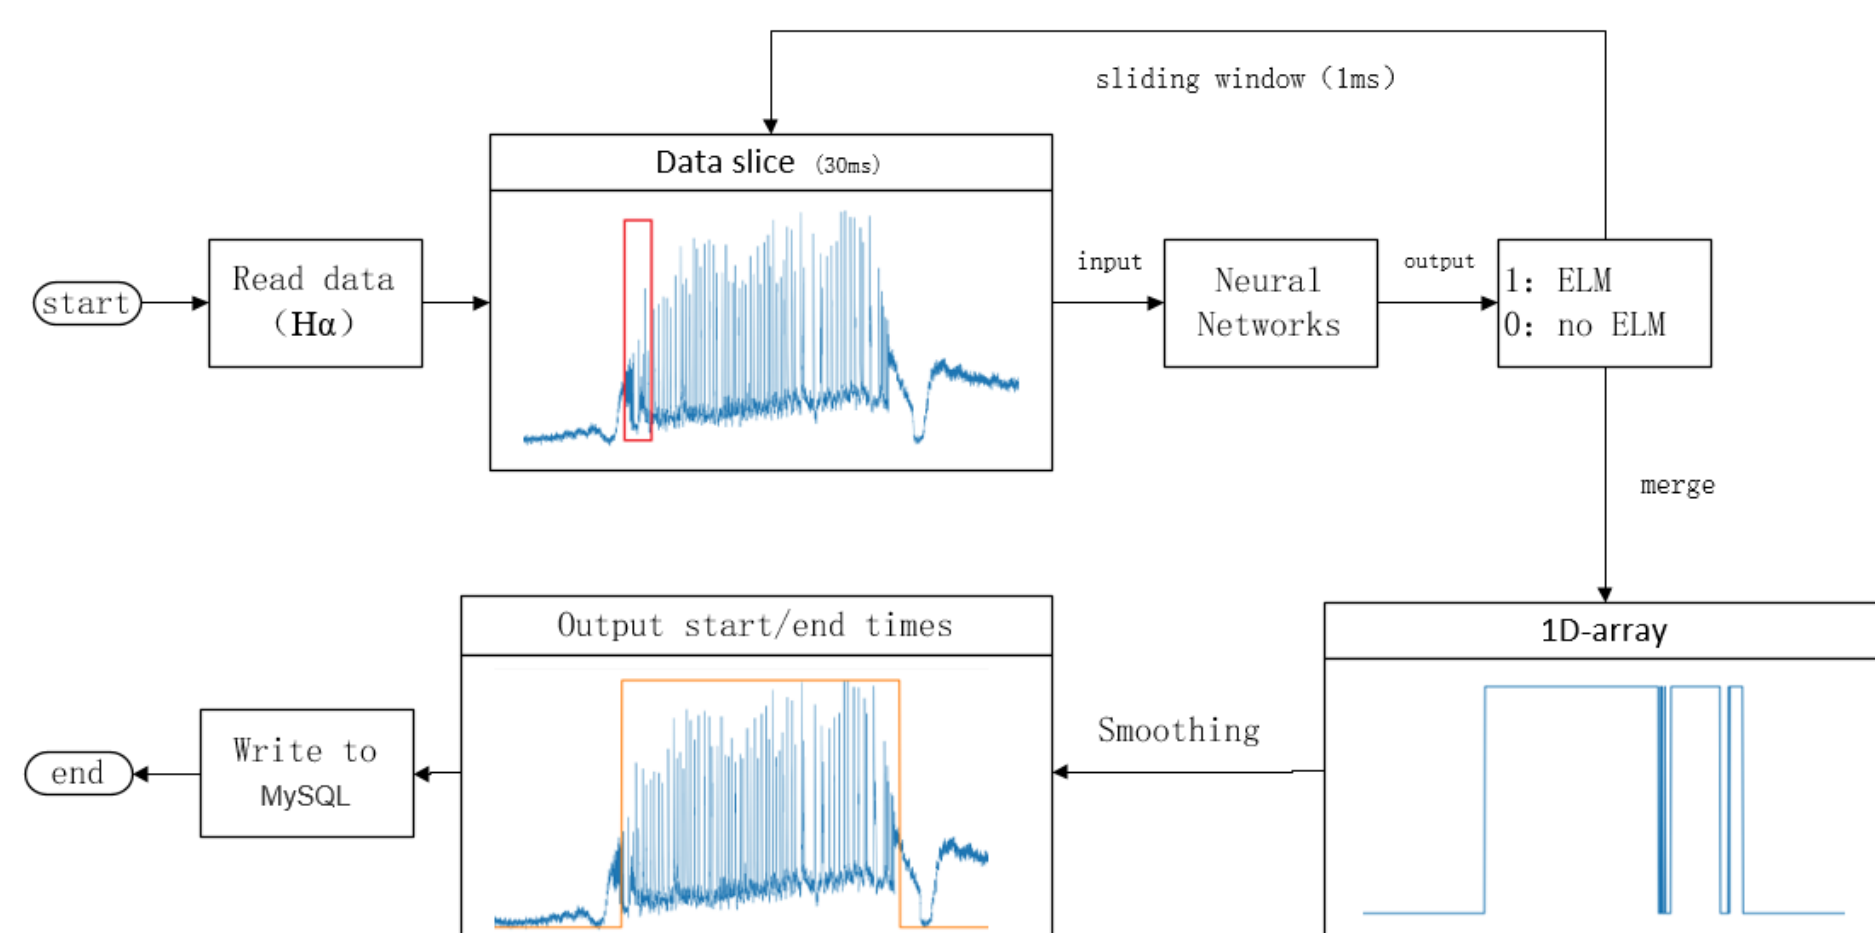 sliding window（1ms）
Data slice (30ms)
start
Read data
（Hα）
input
Neural
Networks
output
1: ELM
0: no ELM
merge
Output start/end times
1D-array
Smoothing
Write to
MySQL
end